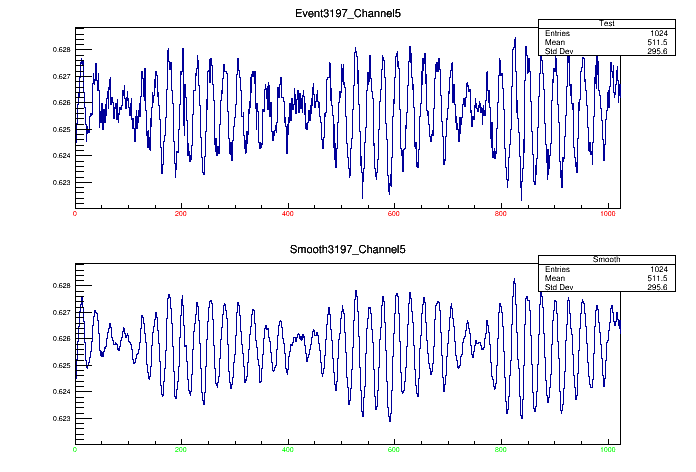 Event3197_Channel5
Test
Entries 1024
Mean 511.5
Std Dev 295.6
0.628
0.627
0.626
0.625
0.624
0.623
0 200 400 600 800 1000
Smooth3197_Channel5
Smooth
Entries 1024
Mean 511.5
Std Dev 295.6
0.628
0.627
0.626
0.625
0.624
0.623
0 200 400 600 800 1000